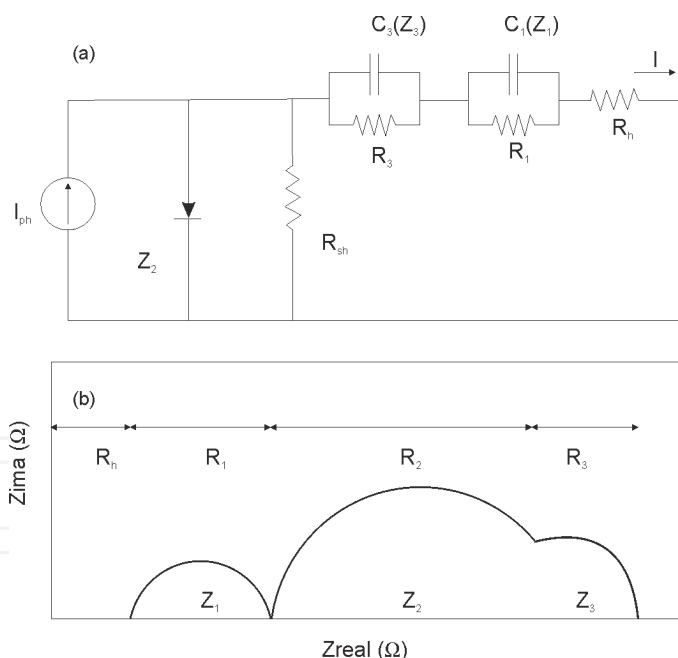 C₃(Z₃) C₁(Z₁)
(a) I
R₃ R₁ Rₕ
Iₚₕ
Rₛₕ
Z₂
(b)
Rₕ R₁ R₂ R₃
Zima (Ω)
Z₁ Z₂ Z₃
Zreal (Ω)